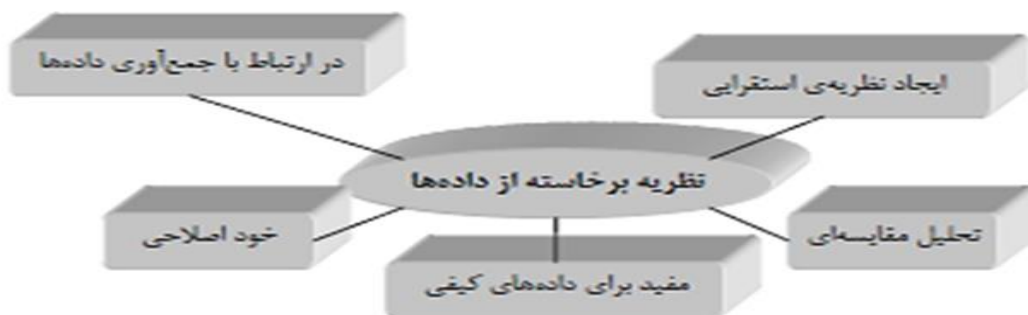 در ارتباط با جمع‌آوری داده‌ها
ایجاد نظریه‌ی استقرایی
نظریه برخاسته از داده‌ها
خود اصلاحی
تحلیل مقایسه‌ای
مفید برای داده‌های کیفی